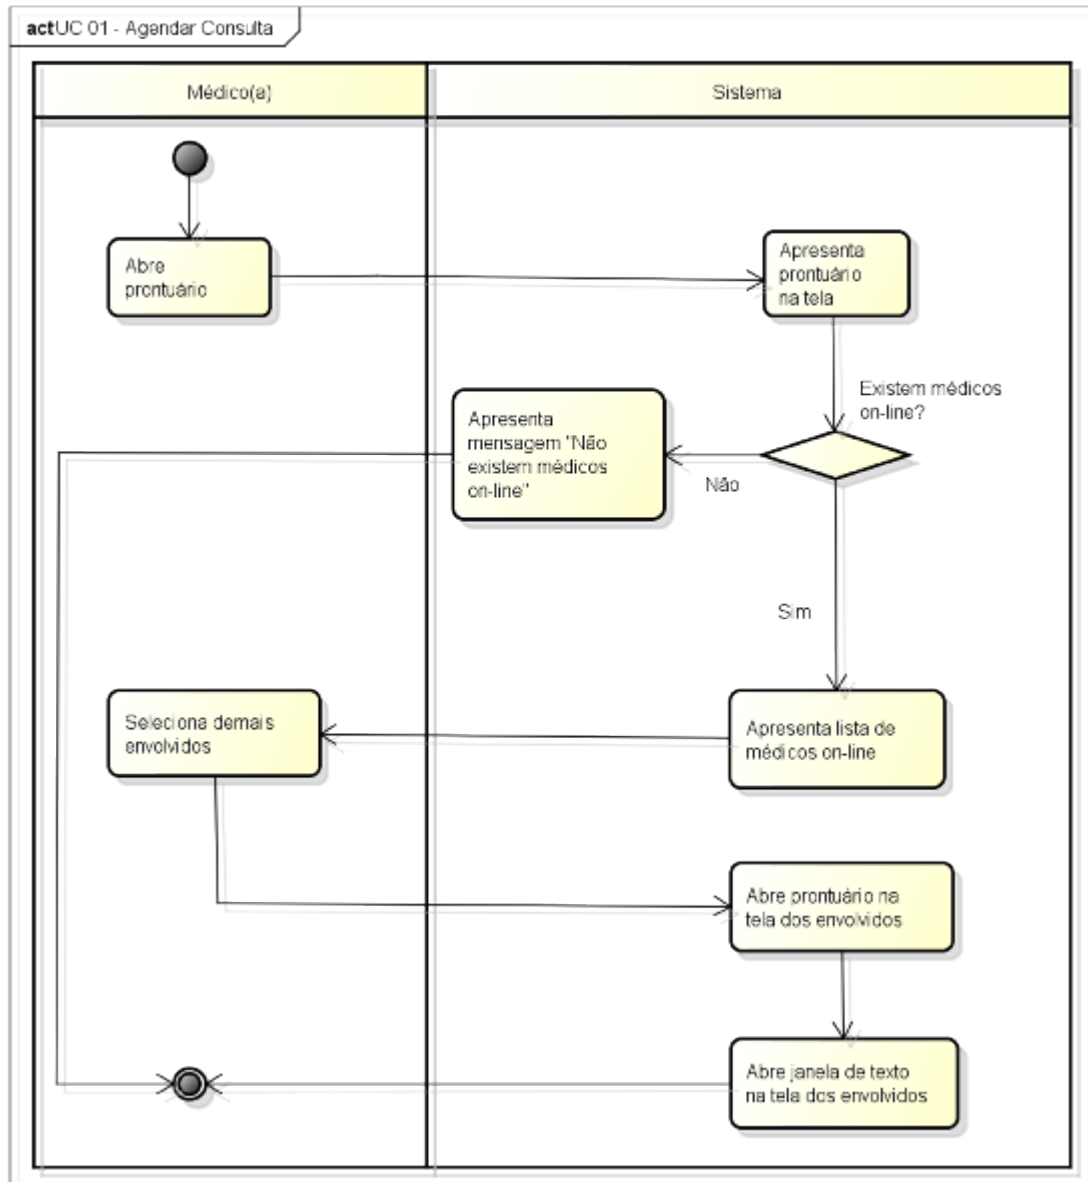 actUC 01 - Agendar Consulta
Médico(a)
Sistema
Abre
prontuário
Apresenta
prontuário
na tela
Existem médicos
on-line?
Apresenta
mensagem "Não
existem médicos
on-line"
Não
Sim
Seleciona demais
envolvidos
Apresenta lista de
médicos on-line
Abre prontuário na
tela dos envolvidos
Abre janela de texto
na tela dos envolvidos